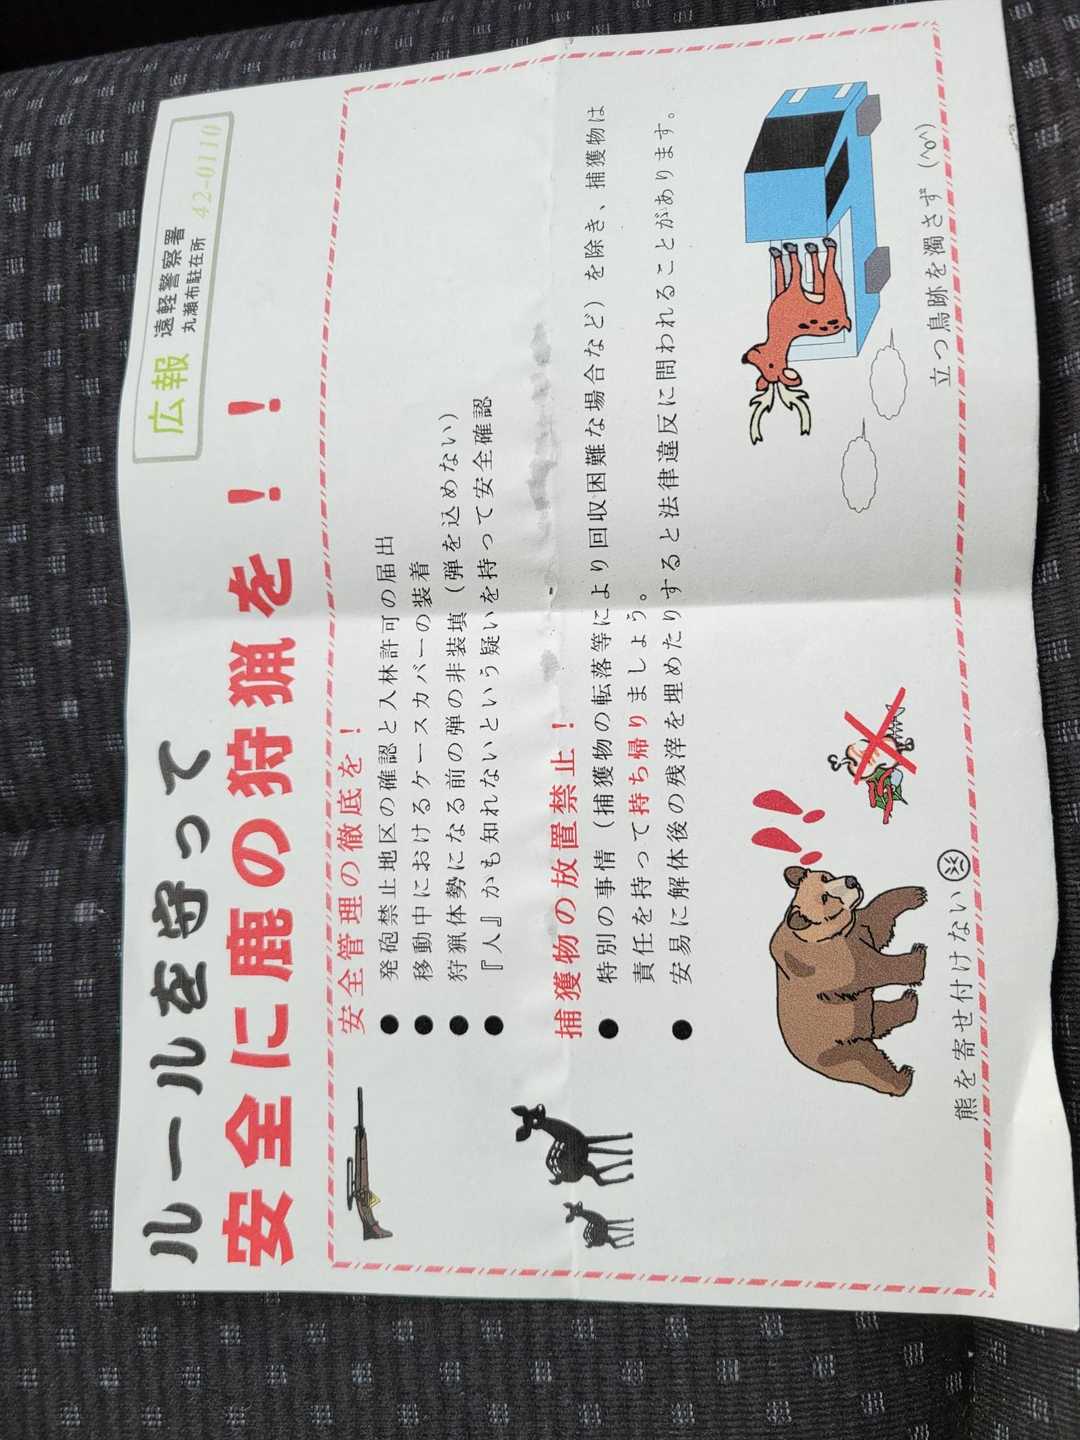 ルールを守って
安全に鹿の狩猟を！！
広報
遠軽警察署
丸瀬布駐在所
42-0110
安全管理の徹底を！
● 発砲禁止地区の確認と入林許可の届出
● 移動中におけるケースカバーの装着
● 狩猟体勢になる前の弾の非装填（弾を込めない）
● 『人』かも知れないという疑いを持って安全確認
捕獲物の放置禁止！
● 特別の事情（捕獲物の転落等により回収困難な場合など）を除き、捕獲物は
責任を持って持ち帰りましょう。
● 安易に解体後の残滓を埋めたりすると法律違反に問われることがあります。
熊を寄せ付けない
立つ鳥跡を濁さず (^o^)